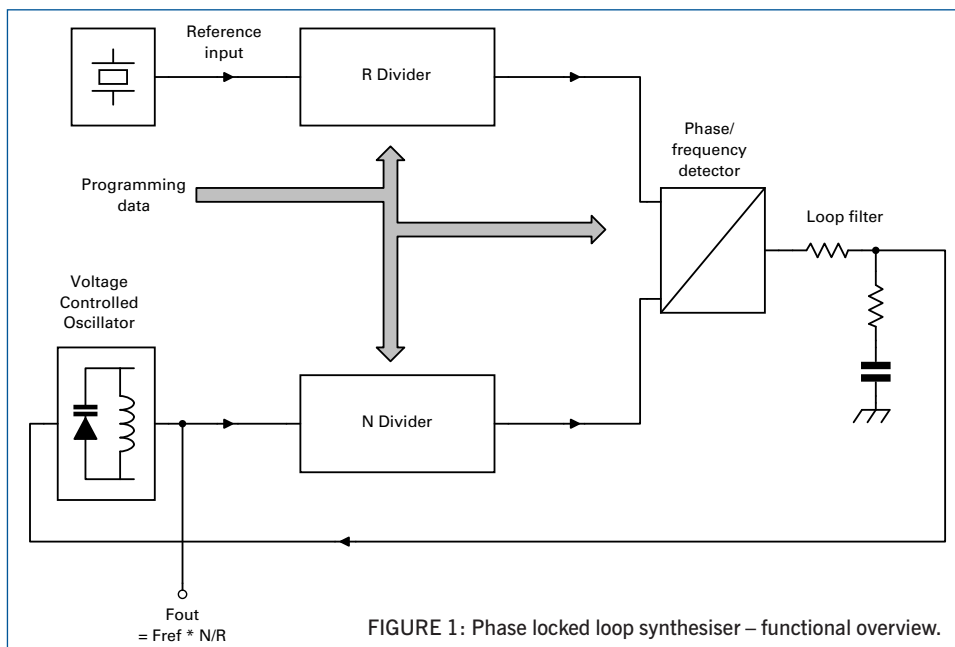 Reference
input
R Divider
Phase/
frequency
detector
Programming
data
Loop filter
Voltage
Controlled
Oscillator
N Divider
Fout
= Fref * N/R
FIGURE 1: Phase locked loop synthesiser – functional overview.